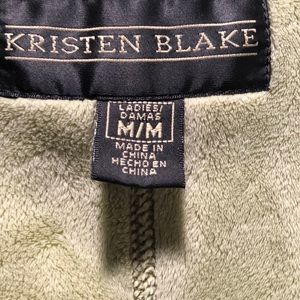 KRISTEN BLAKE
LADIES/
DAMAS
M/M
MADE IN
CHINA
HECHO EN
CHINA